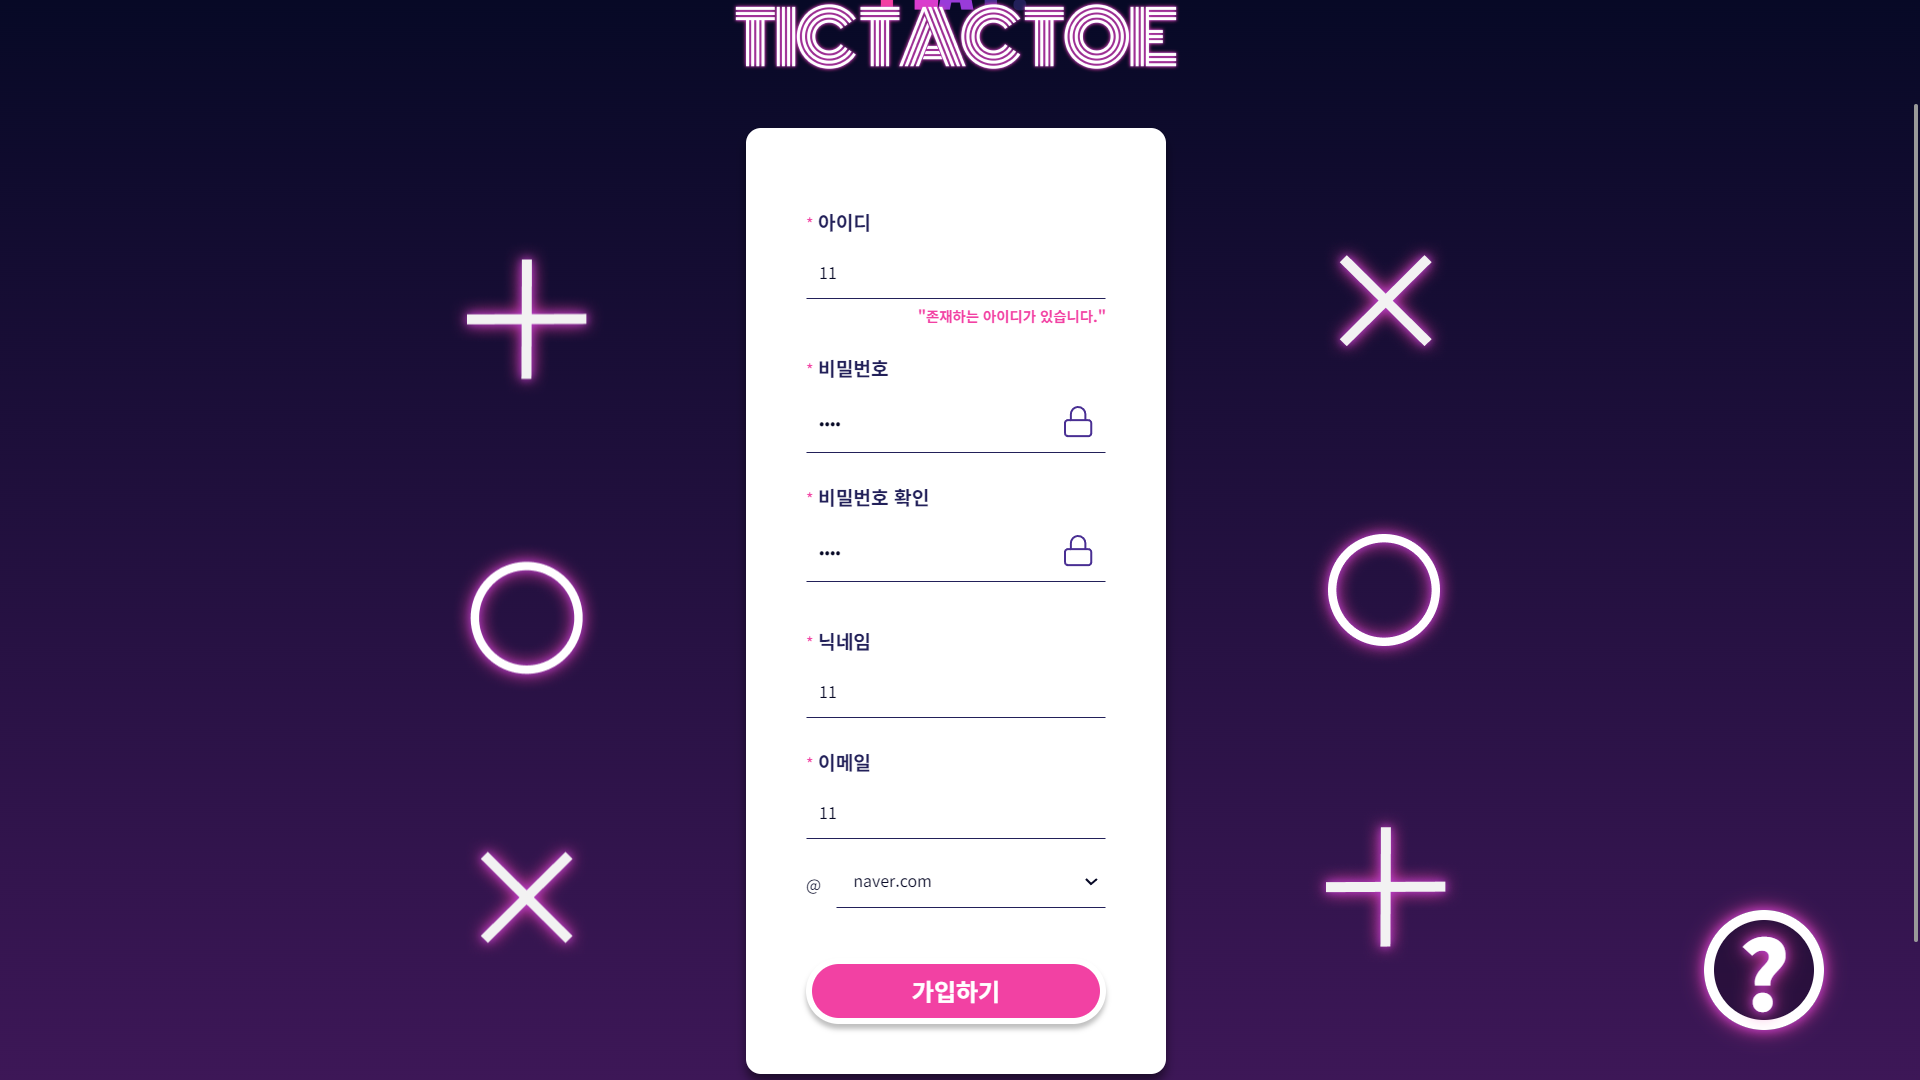 TICTACTOE
* 아이디
11
"존재하는 아이디가 있습니다."
* 비밀번호
••••
* 비밀번호 확인
••••
* 닉네임
11
* 이메일
11
@ naver.com
가입하기
?